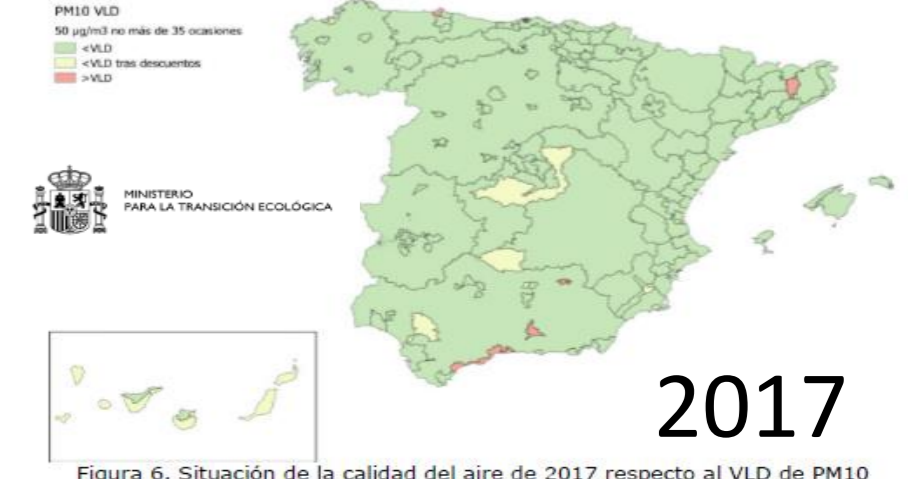 PM10 VLD
50 µg/m3 no más de 35 ocasiones
<VLD
<VLD tras descuentos
>VLD
MINISTERIO
PARA LA TRANSICIÓN ECOLÓGICA
2017
Figura 6. Situación de la calidad del aire de 2017 respecto al VLD de PM10